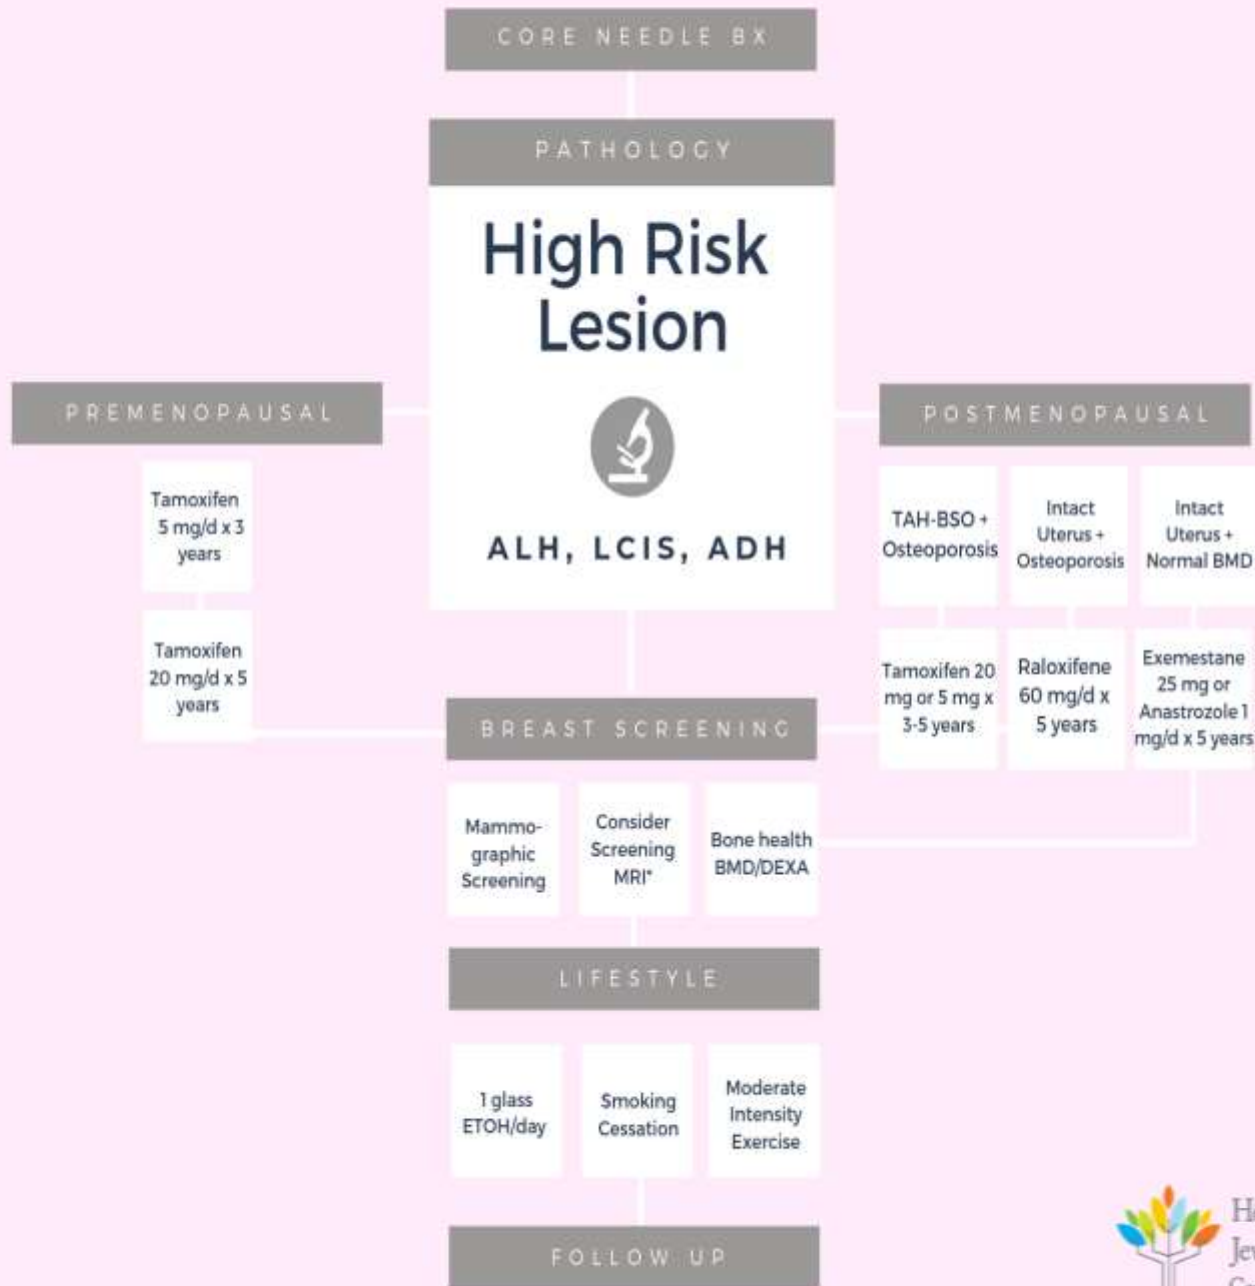 CORE NEEDLE BX
PATHOLOGY
High Risk
Lesion
ALH, LCIS, ADH
PREMENOPAUSAL
Tamoxifen
5 mg/d x 3
years
Tamoxifen
20 mg/d x 5
years
POSTMENOPAUSAL
TAH-BSO +
Osteoporosis
Intact
Uterus +
Osteoporosis
Intact
Uterus +
Normal BMD
Tamoxifen 20
mg or 5 mg x
3-5 years
Raloxifene
60 mg/d x
5 years
Exemestane
25 mg or
Anastrozole 1
mg/d x 5 years
BREAST SCREENING
Mammo-
graphic
Screening
Consider
Screening
MRI*
Bone health
BMD/DEXA
LIFESTYLE
1 glass
ETOH/day
Smoking
Cessation
Moderate
Intensity
Exercise
FOLLOW UP